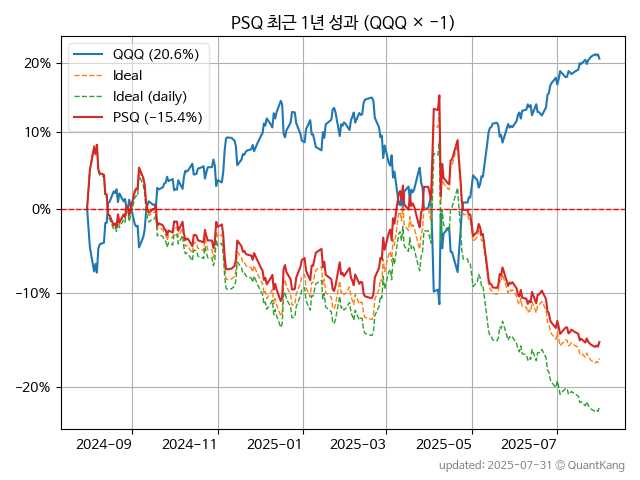 PSQ 최근 1년 성과 (QQQ × −1)
QQQ (20.6%)
Ideal
Ideal (daily)
PSQ (−15.4%)
20%
10%
0%
−10%
−20%
2024-09
2024-11
2025-01
2025-03
2025-05
2025-07
updated: 2025-07-31 © QuantKang